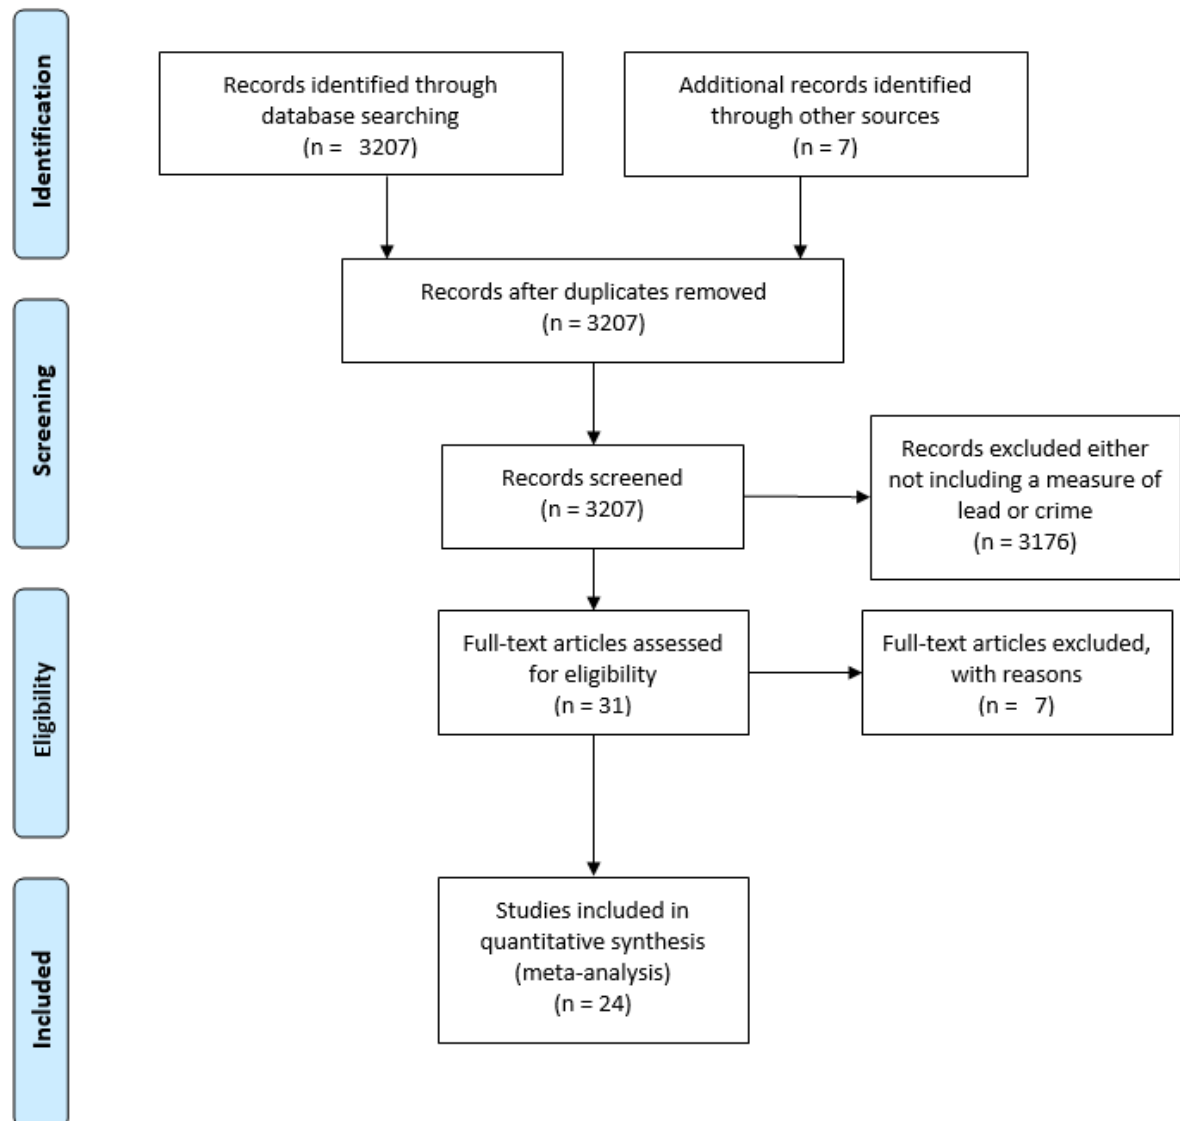 Identification
Records identified through
database searching
(n =   3207)
Additional records identified
through other sources
(n = 7)
Records after duplicates removed
(n = 3207)
Screening
Records screened
(n = 3207)
Records excluded either
not including a measure of
lead or crime
(n = 3176)
Eligibility
Full-text articles assessed
for eligibility
(n = 31)
Full-text articles excluded,
with reasons
(n =   7)
Included
Studies included in
quantitative synthesis
(meta-analysis)
(n = 24)